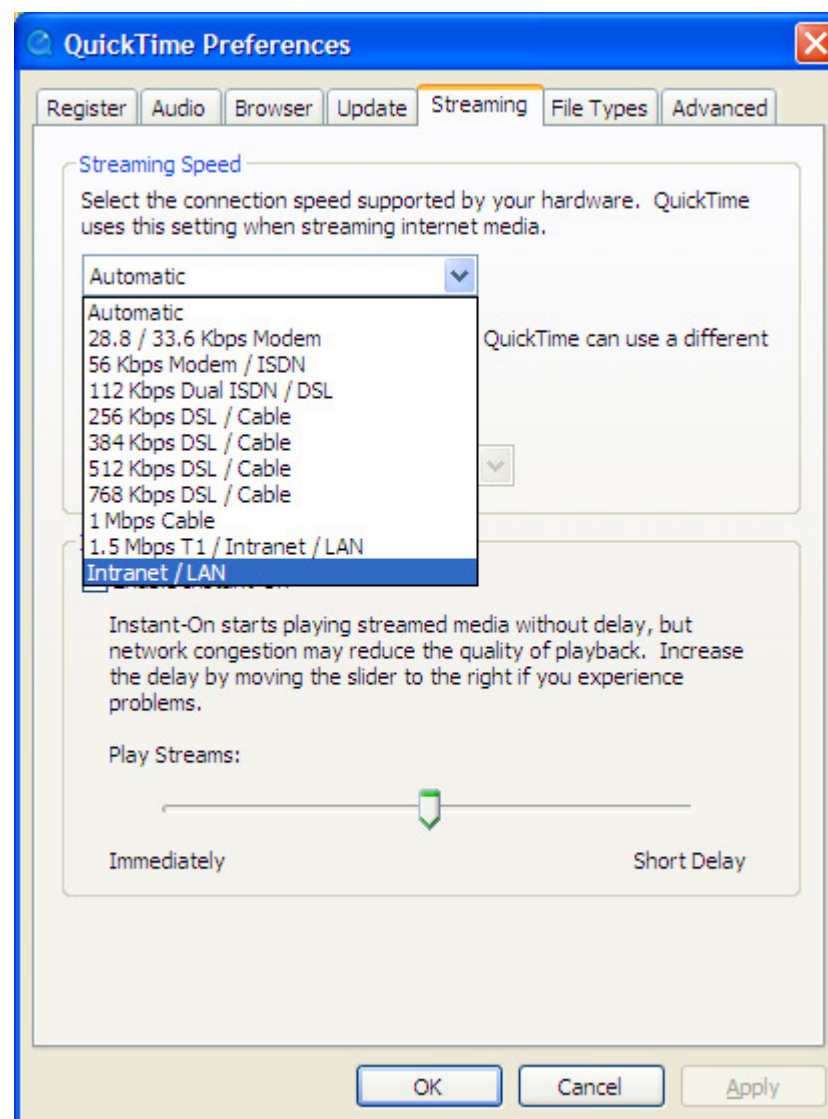 QuickTime Preferences
Register Audio Browser Update Streaming File Types Advanced
Streaming Speed
Select the connection speed supported by your hardware. QuickTime
uses this setting when streaming internet media.
Automatic
Automatic
28.8 / 33.6 Kbps Modem
QuickTime can use a different
56 Kbps Modem / ISDN
112 Kbps Dual ISDN / DSL
256 Kbps DSL / Cable
384 Kbps DSL / Cable
512 Kbps DSL / Cable
768 Kbps DSL / Cable
1 Mbps Cable
1.5 Mbps T1 / Intranet / LAN
Intranet / LAN
Instant-On starts playing streamed media without delay, but
network congestion may reduce the quality of playback. Increase
the delay by moving the slider to the right if you experience
problems.
Play Streams:
Immediately Short Delay
OK Cancel Apply